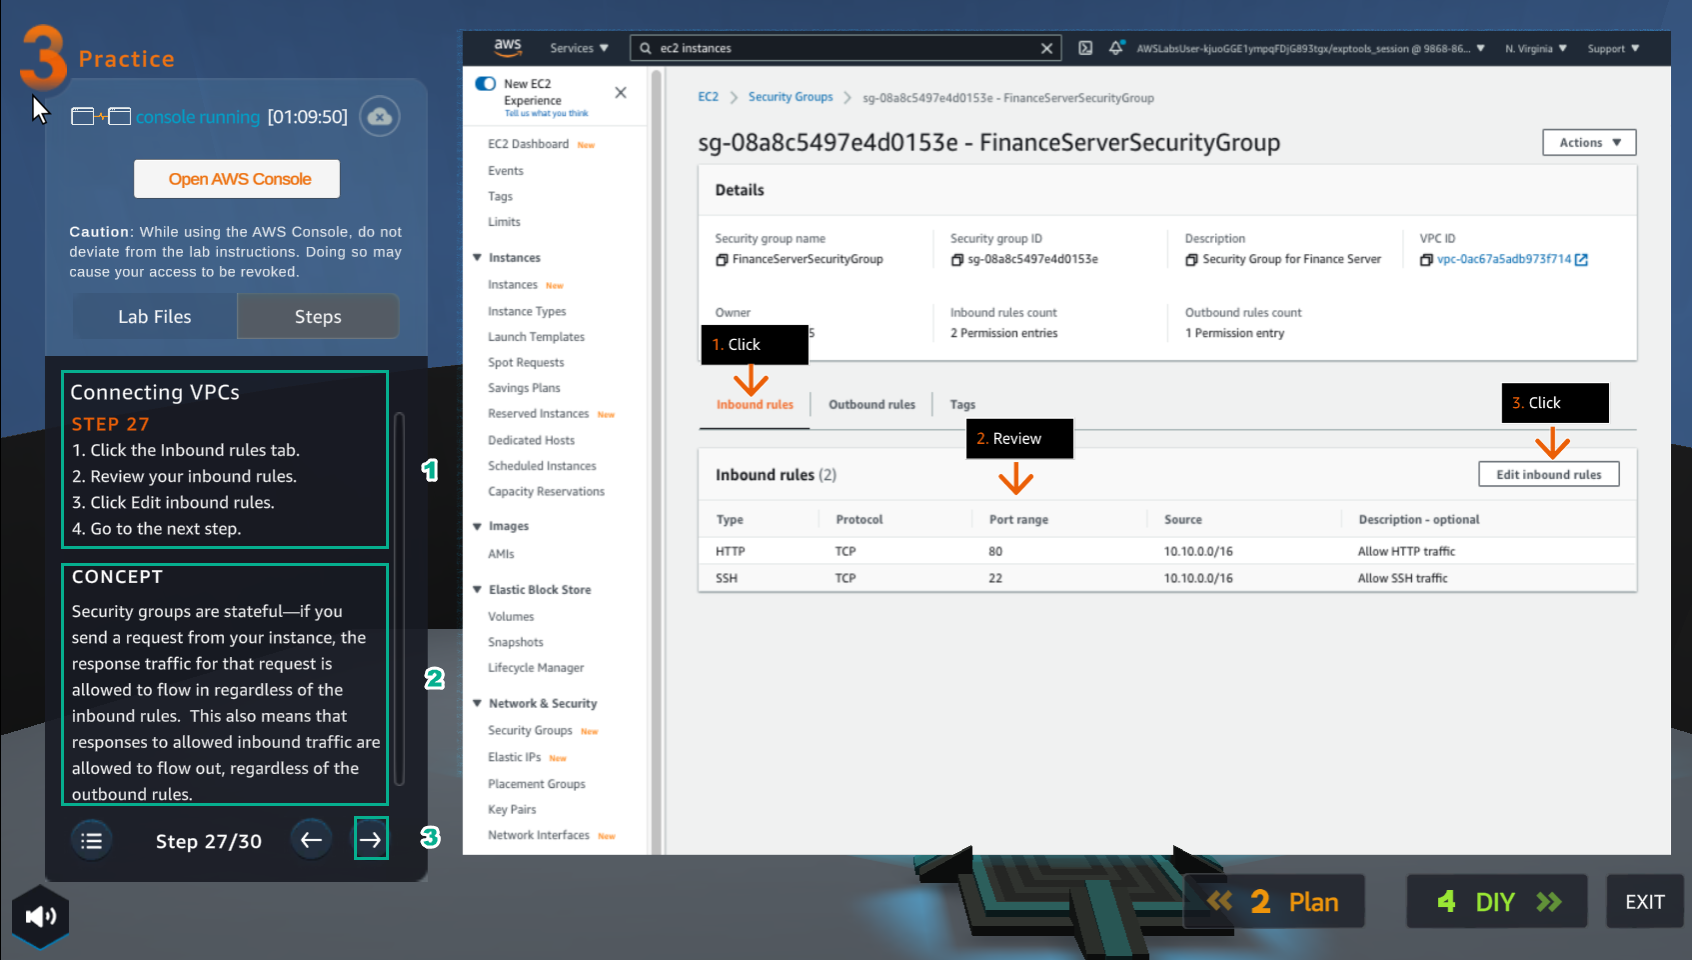 3 Practice
console running [01:09:50]
Open AWS Console
Caution: While using the AWS Console, do not
deviate from the lab instructions. Doing so may
cause your access to be revoked.
Lab Files
Steps
Connecting VPCs
STEP 27
1. Click the Inbound rules tab.
2. Review your inbound rules.
3. Click Edit inbound rules.
4. Go to the next step.
1
CONCEPT
Security groups are stateful—if you
send a request from your instance, the
response traffic for that request is
allowed to flow in regardless of the
inbound rules.  This also means that
responses to allowed inbound traffic are
allowed to flow out, regardless of the
outbound rules.
2
Step 27/30
3
aws
Services
ec2 instances
AWSLabsUser-kjuoGGE1ympqFDjG893tgx/exptools_session @ 9868-86...
N. Virginia
Support
New EC2
Experience
Tell us what you think
EC2 Dashboard New
Events
Tags
Limits
Instances
Instances New
Instance Types
Launch Templates
Spot Requests
Savings Plans
Reserved Instances New
Dedicated Hosts
Scheduled Instances
Capacity Reservations
Images
AMIs
Elastic Block Store
Volumes
Snapshots
Lifecycle Manager
Network & Security
Security Groups New
Elastic IPs New
Placement Groups
Key Pairs
Network Interfaces New
EC2 > Security Groups > sg-08a8c5497e4d0153e - FinanceServerSecurityGroup
sg-08a8c5497e4d0153e - FinanceServerSecurityGroup
Actions
Details
Security group name
FinanceServerSecurityGroup
Security group ID
sg-08a8c5497e4d0153e
Description
Security Group for Finance Server
VPC ID
vpc-0ac67a5adb973f714
Owner
5
Inbound rules count
2 Permission entries
Outbound rules count
1 Permission entry
1. Click
Inbound rules
Outbound rules
Tags
2. Review
3. Click
Inbound rules (2)
Edit inbound rules
Type Protocol Port range Source Description - optional
HTTP TCP 80 10.10.0.0/16 Allow HTTP traffic
SSH TCP 22 10.10.0.0/16 Allow SSH traffic
2 Plan
4 DIY
EXIT